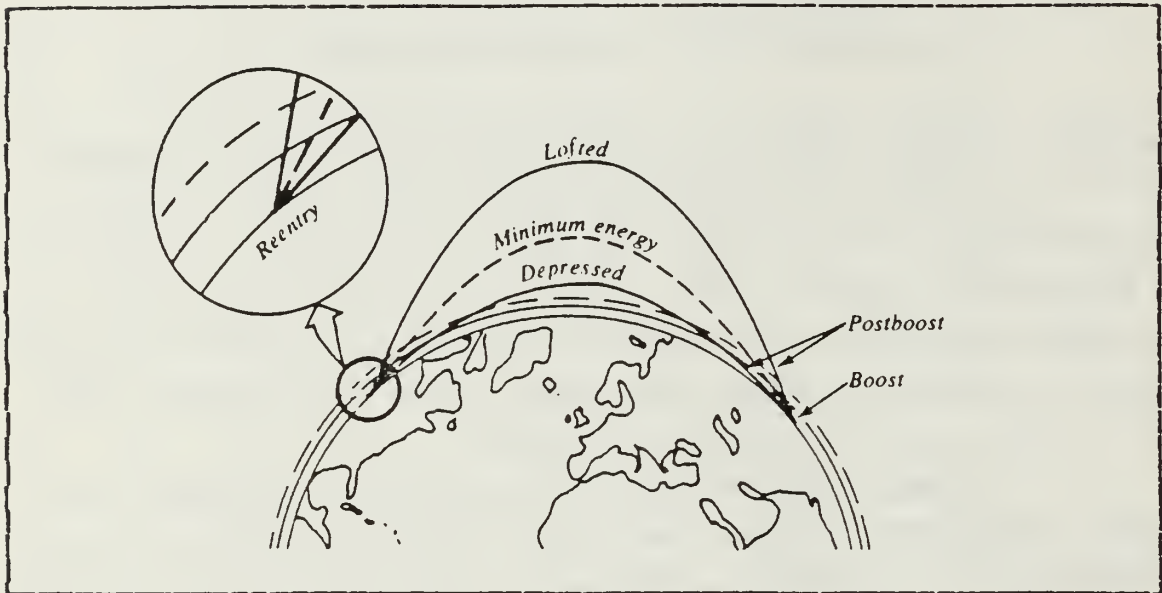 Lofted
Minimum energy
Depressed
Reentry
Postboost
Boost